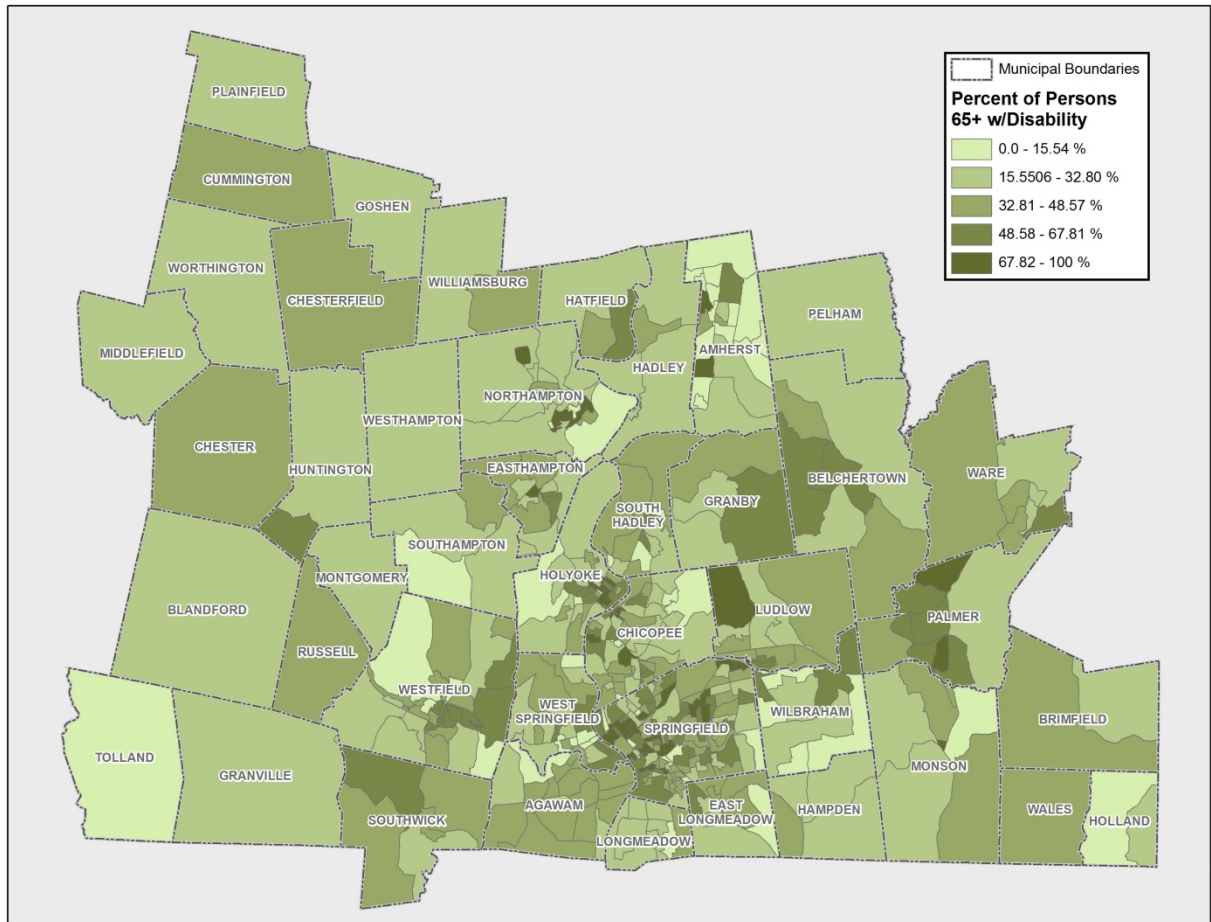 Municipal Boundaries
Percent of Persons
65+ w/Disability
0.0 - 15.54 %
15.5506 - 32.80 %
32.81 - 48.57 %
48.58 - 67.81 %
67.82 - 100 %
PLAINFIELD
CUMMINGTON
GOSHEN
WORTHINGTON
CHESTERFIELD
WILLIAMSBURG
HATFIELD
PELHAM
MIDDLEFIELD
AMHERST
HADLEY
NORTHAMPTON
WESTHAMPTON
CHESTER
HUNTINGTON
EASTHAMPTON
BELCHERTOWN
WARE
GRANBY
SOUTH
HADLEY
SOUTHAMPTON
HOLYOKE
MONTGOMERY
BLANDFORD
LUDLOW
PALMER
CHICOPEE
RUSSELL
WESTFIELD
WEST
SPRINGFIELD
SPRINGFIELD
WILBRAHAM
BRIMFIELD
TOLLAND
GRANVILLE
MONSON
SOUTHWICK
AGAWAM
EAST
LONGMEADOW
HAMPDEN
WALES
HOLLAND
LONGMEADOW